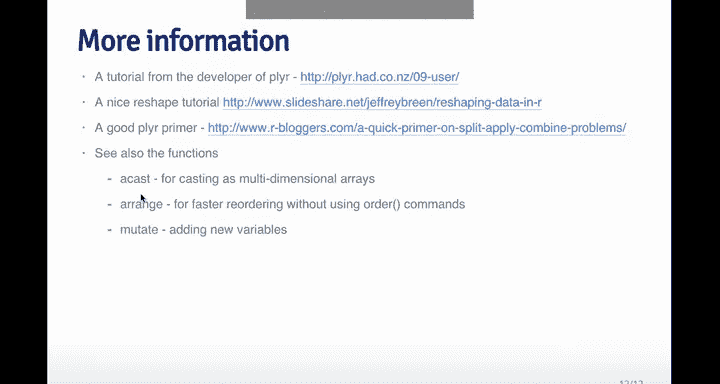 More information
· A tutorial from the developer of plyr - http://plyr.had.co.nz/09-user/
· A nice reshape tutorial http://www.slideshare.net/jeffreybreen/reshaping-data-in-r
· A good plyr primer - http://www.r-bloggers.com/a-quick-primer-on-split-apply-combine-problems/
· See also the functions
- acast - for casting as multi-dimensional arrays
- arrange - for faster reordering without using order() commands
- mutate - adding new variables